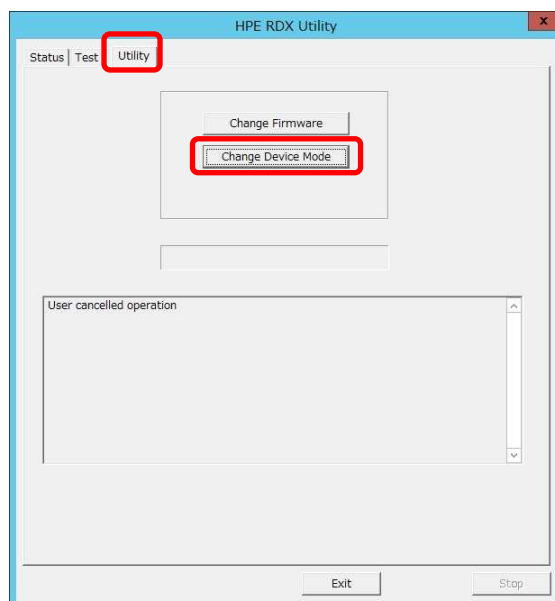 HPE RDX Utility
x
Status Test Utility
Change Firmware
Change Device Mode
User cancelled operation
Exit Stop